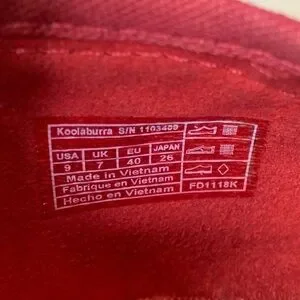 Koolaburra S/N 1103409
USA UK EU JAPAN
9 7 40 26
Made in Vietnam
Fabrique en Vietnam
Hecho en Vietnam
FD1118K